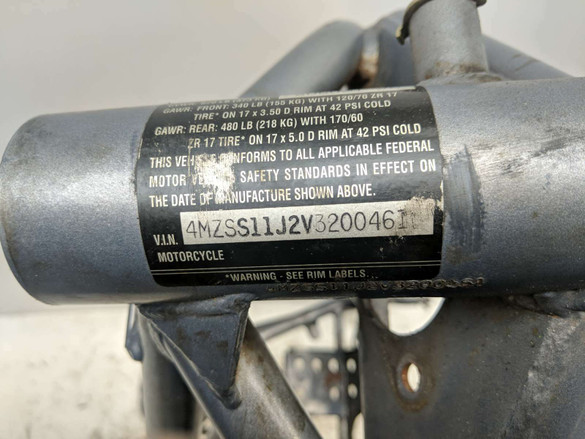 GAWR: FRONT: 340 LB (155 KG) WITH 120/70 ZR 17
TIRE* ON 17 x 3.50 D RIM AT 42 PSI COLD
GAWR: REAR: 480 LB (218 KG) WITH 170/60
ZR 17 TIRE* ON 17 x 5.0 D RIM AT 42 PSI COLD
THIS VEHICLE CONFORMS TO ALL APPLICABLE FEDERAL
MOTOR VEHICLE SAFETY STANDARDS IN EFFECT ON
THE DATE OF MANUFACTURE SHOWN ABOVE.
V.I.N. 4MZSS11J2V3200461
MOTORCYCLE
*WARNING - SEE RIM LABELS...